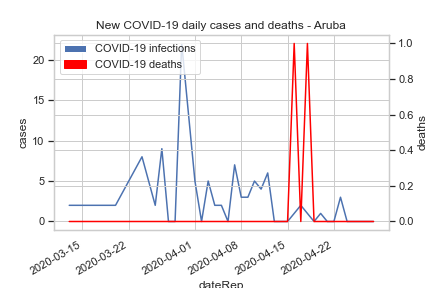 New COVID-19 daily cases and deaths - Aruba
COVID-19 infections
COVID-19 deaths
20
15
10
5
0
cases
1.0
0.8
0.6
0.4
0.2
0.0
deaths
2020-03-15
2020-03-22
2020-04-01
2020-04-08
2020-04-15
2020-04-22
dateRep